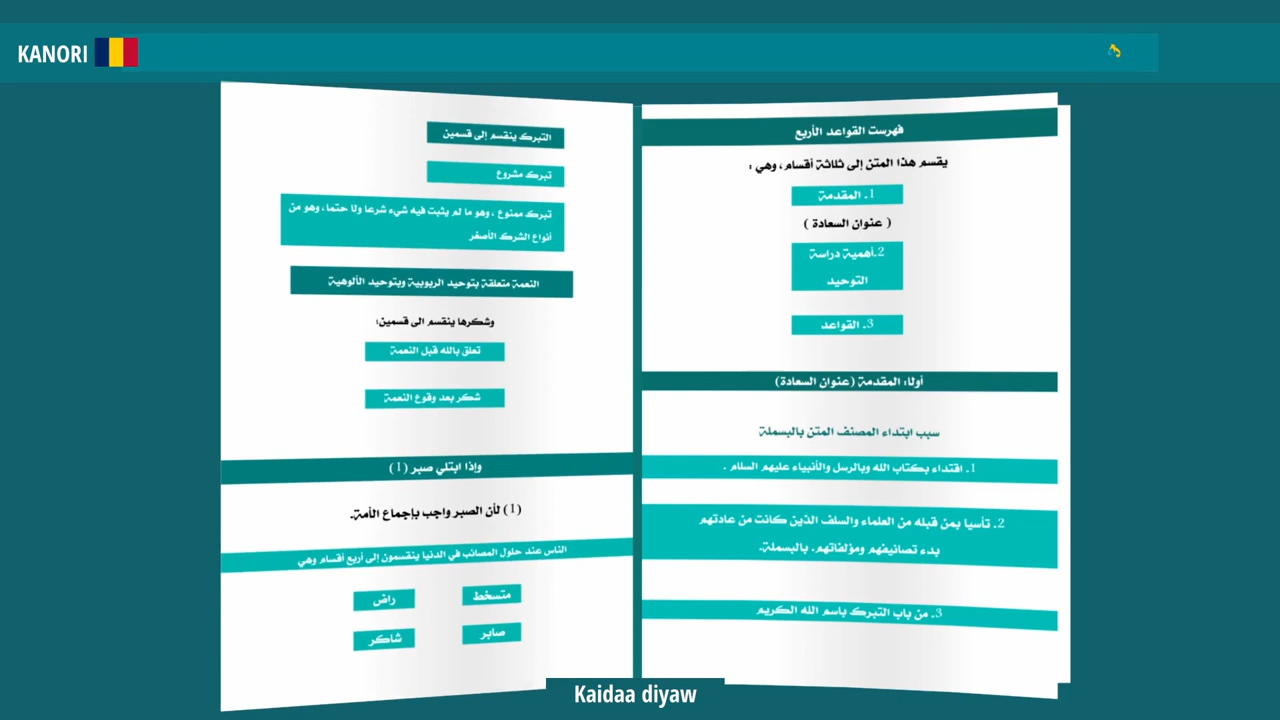 KANORI
فهرست القواعد الأربع
يقسم هذا المتن إلى ثلاثة أقسام، وهي :
1. المقدمة
( عنوان السعادة )
2.أهمية دراسة
التوحيد
3. القواعد
أولا: المقدمة (عنوان السعادة)
سبب ابتداء المصنف المتن بالبسملة
1. اقتداء بكتاب الله وبالرسل والأنبياء عليهم السلام .
2. تأسيا بمن قبله من العلماء والسلف الذين كانت من عادتهم
بدء تصانيفهم ومؤلفاتهم. بالبسملة.
3. من باب التبرك باسم الله الكريم
التبرك ينقسم إلى قسمين
تبرك مشروع
تبرك ممنوع ، وهو ما لم يثبت فيه شيء شرعا ولا حتما، وهو من
أنواع الشرك الأصغر
النعمة متعلقة بتوحيد الربوبية وبتوحيد الألوهية
وشكرها ينقسم الى قسمين:
تعلق بالله قبل النعمة
شكر بعد وقوع النعمة
وإذا ابتلي صبر (1)
(1) لأن الصبر واجب بإجماع الأمة.
الناس عند حلول المصائب في الدنيا ينقسمون إلى أربع أقسام وهي
متسخط
راض
صابر
شاكر
Kaidaa diyaw